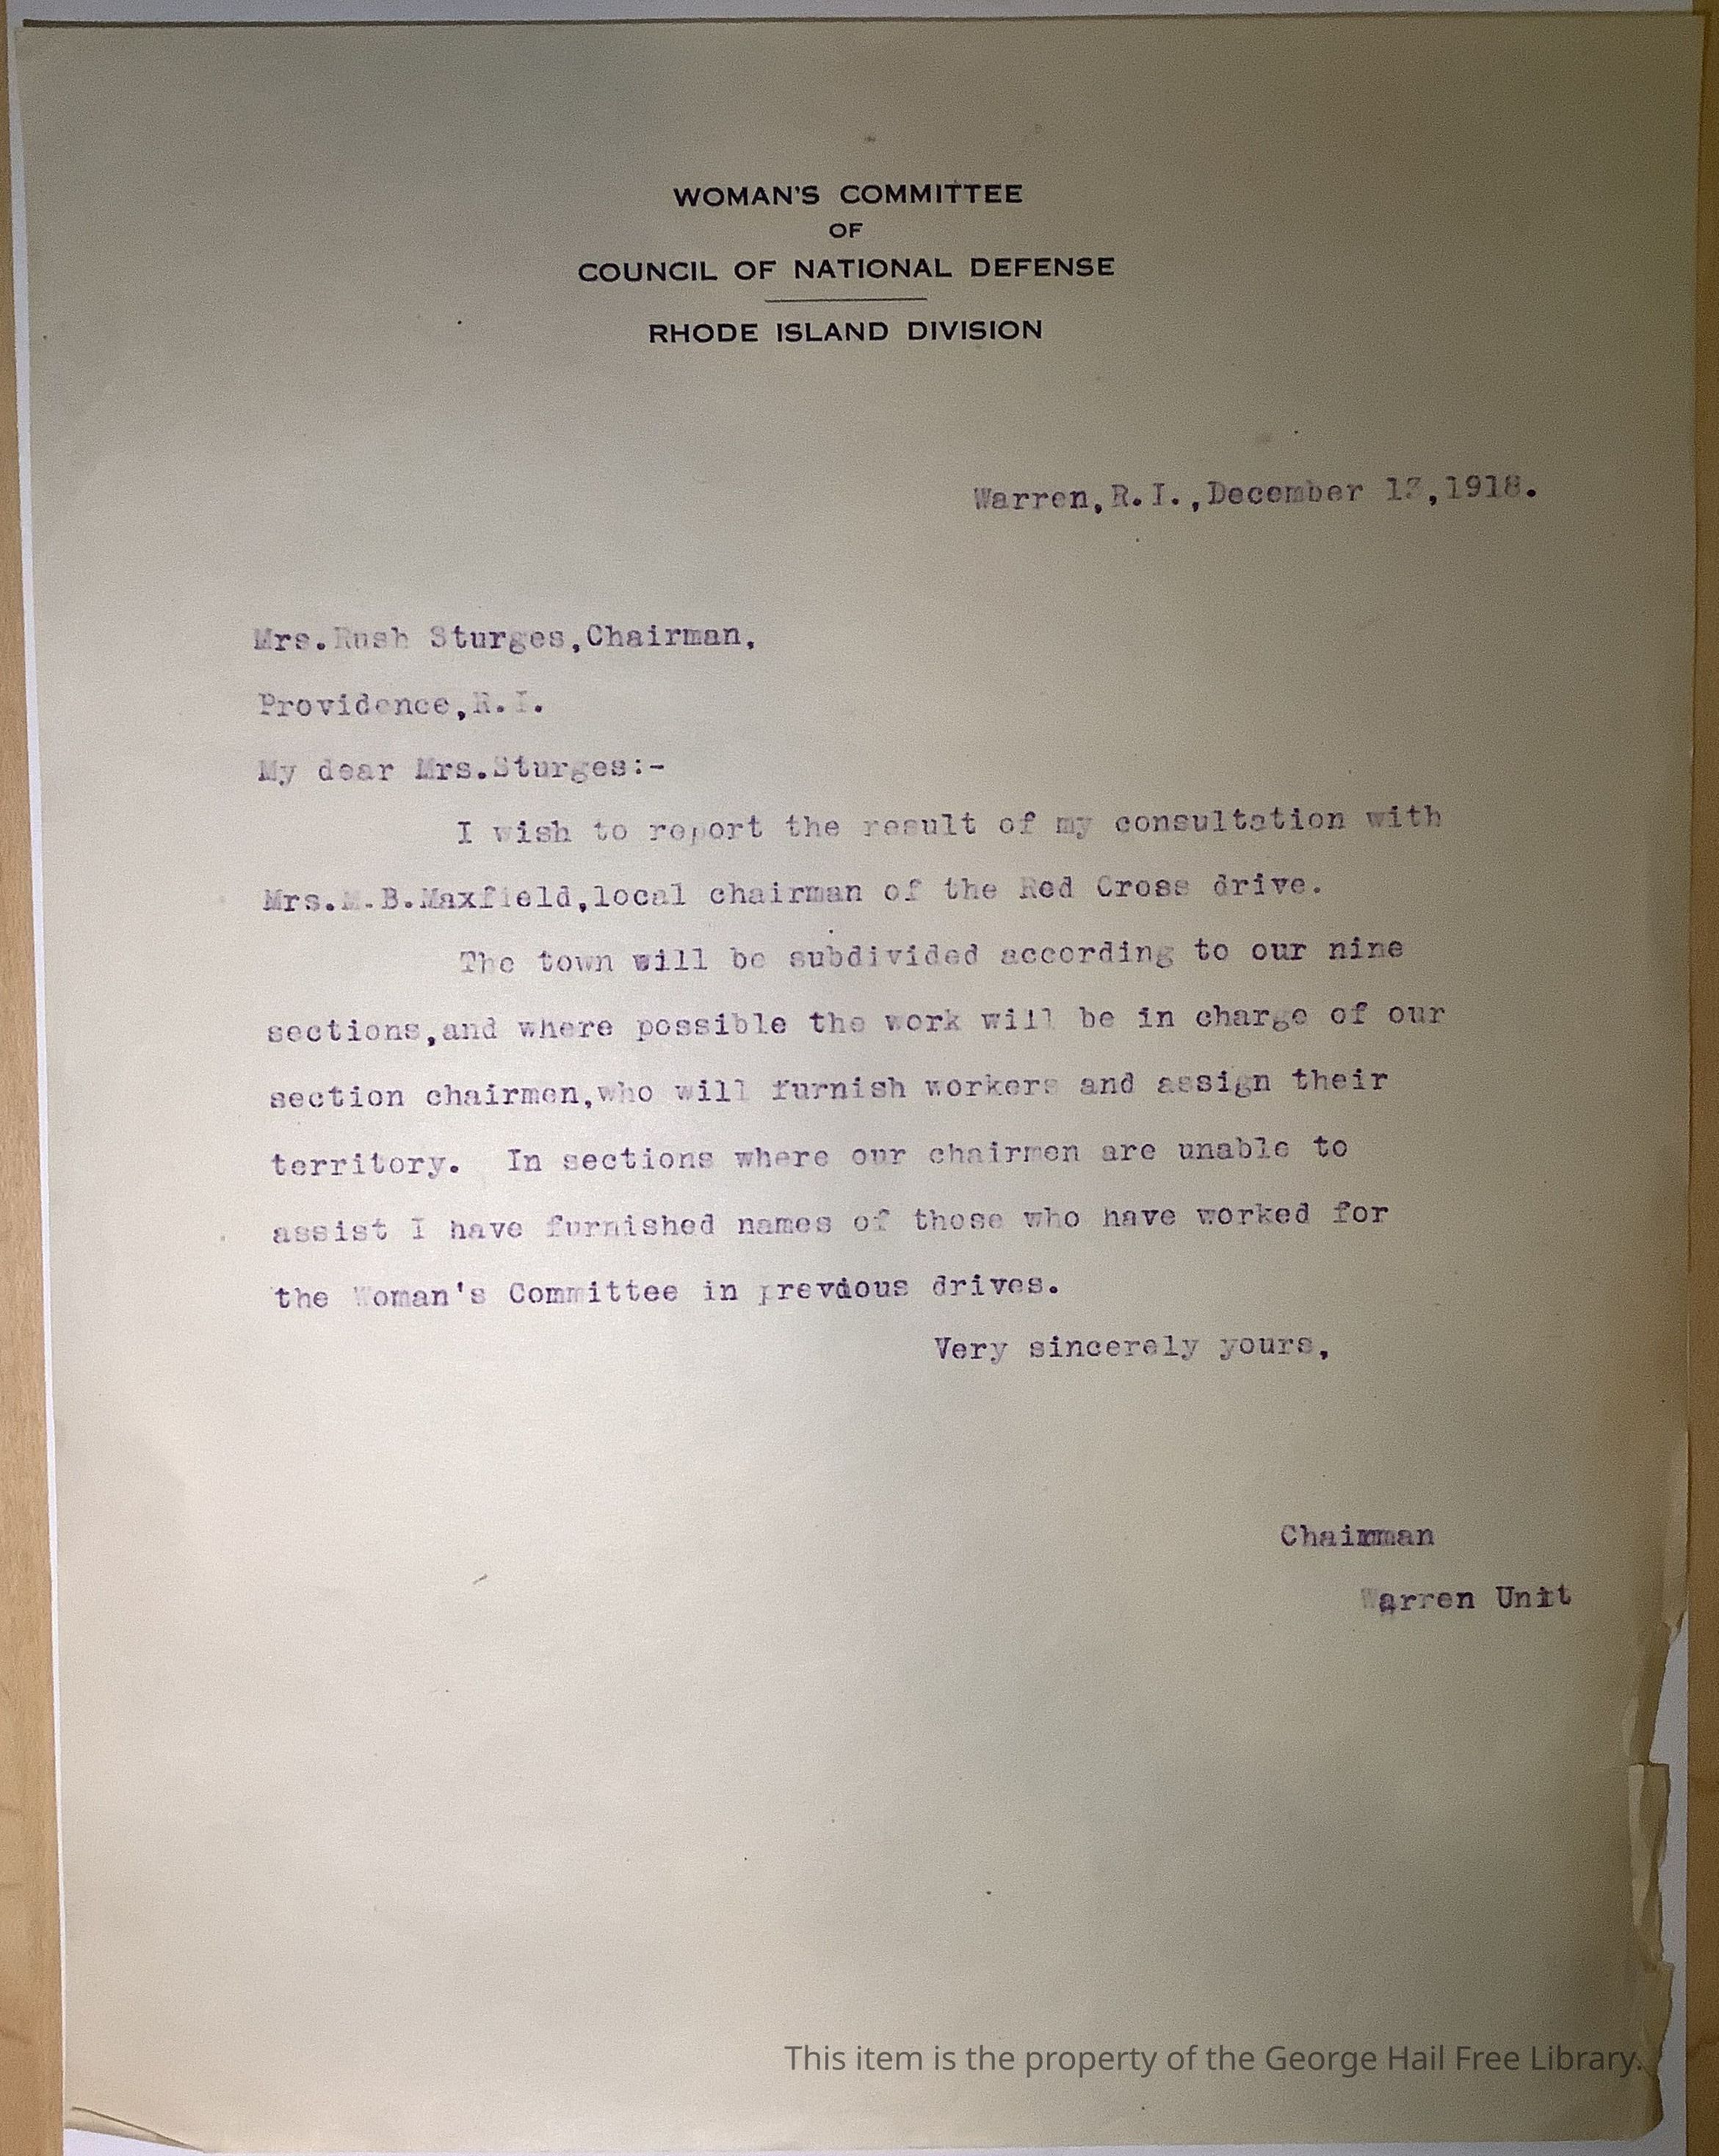 WOMAN'S COMMITTEE
OF
COUNCIL OF NATIONAL DEFENSE
RHODE ISLAND DIVISION
Warren,R.I.,December 13,1918.
Mrs.Rush Sturges,Chairman,
Providence,R.I.
My dear Mrs.Sturges:-
I wish to report the result of my consultation with
Mrs.M.B.Maxfield,local chairman of the Red Cross drive.
The town will be subdivided according to our nine
sections,and where possible the work will be in charge of our
section chairmen,who will furnish workers and assign their
territory. In sections where our chairmen are unable to
assist I have furnished names of those who have worked for
the Woman's Committee in previous drives.
Very sincerely yours,
Chairman
Warren Unit
This item is the property of the George Hail Free Library.